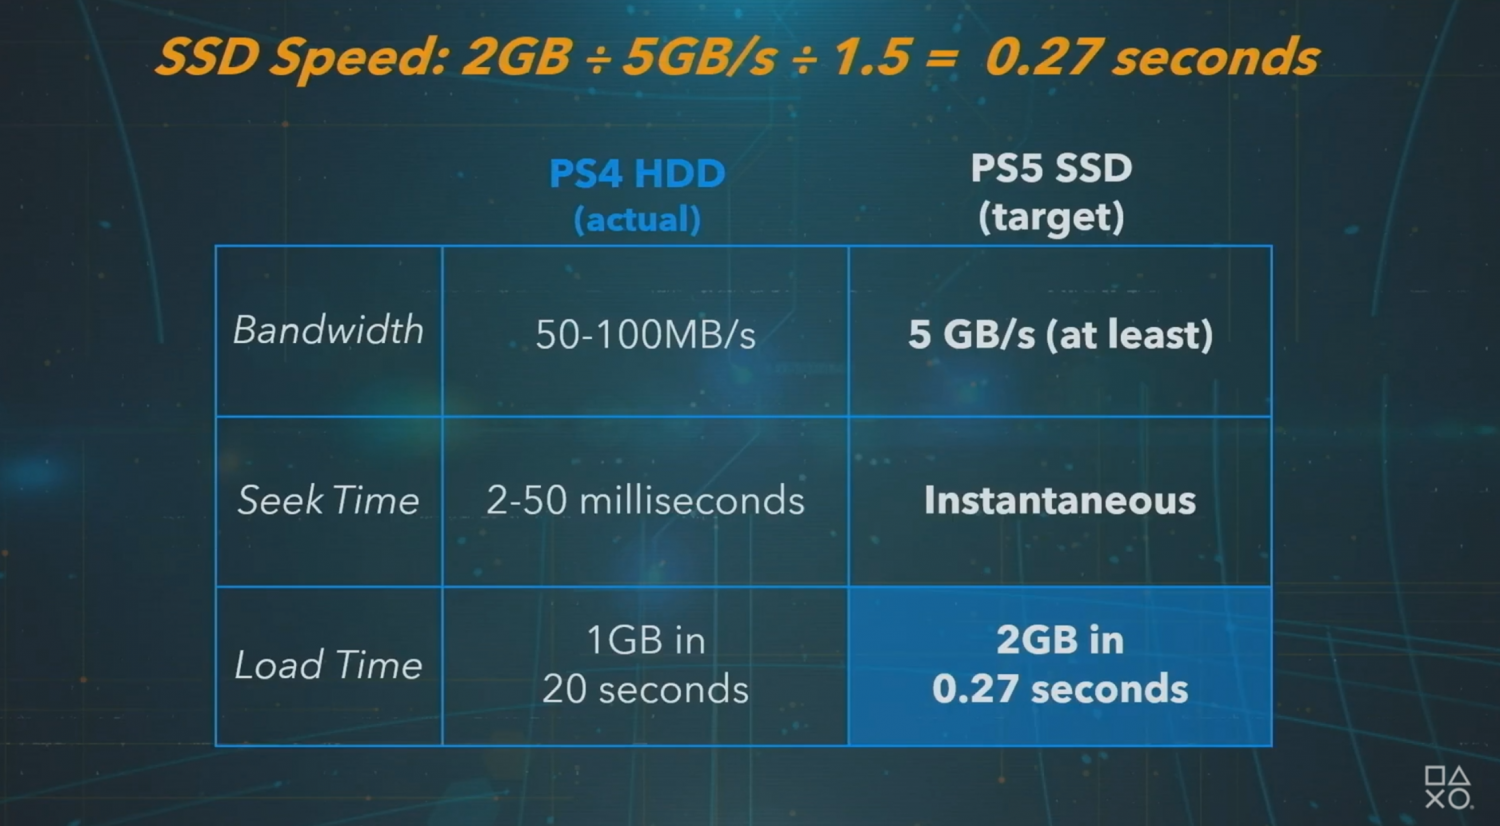 SSD Speed: 2GB ÷ 5GB/s ÷ 1.5 = 0.27 seconds
PS4 HDD
(actual)
PS5 SSD
(target)
Bandwidth
50-100MB/s
5 GB/s (at least)
Seek Time
2-50 milliseconds
Instantaneous
Load Time
1GB in
20 seconds
2GB in
0.27 seconds